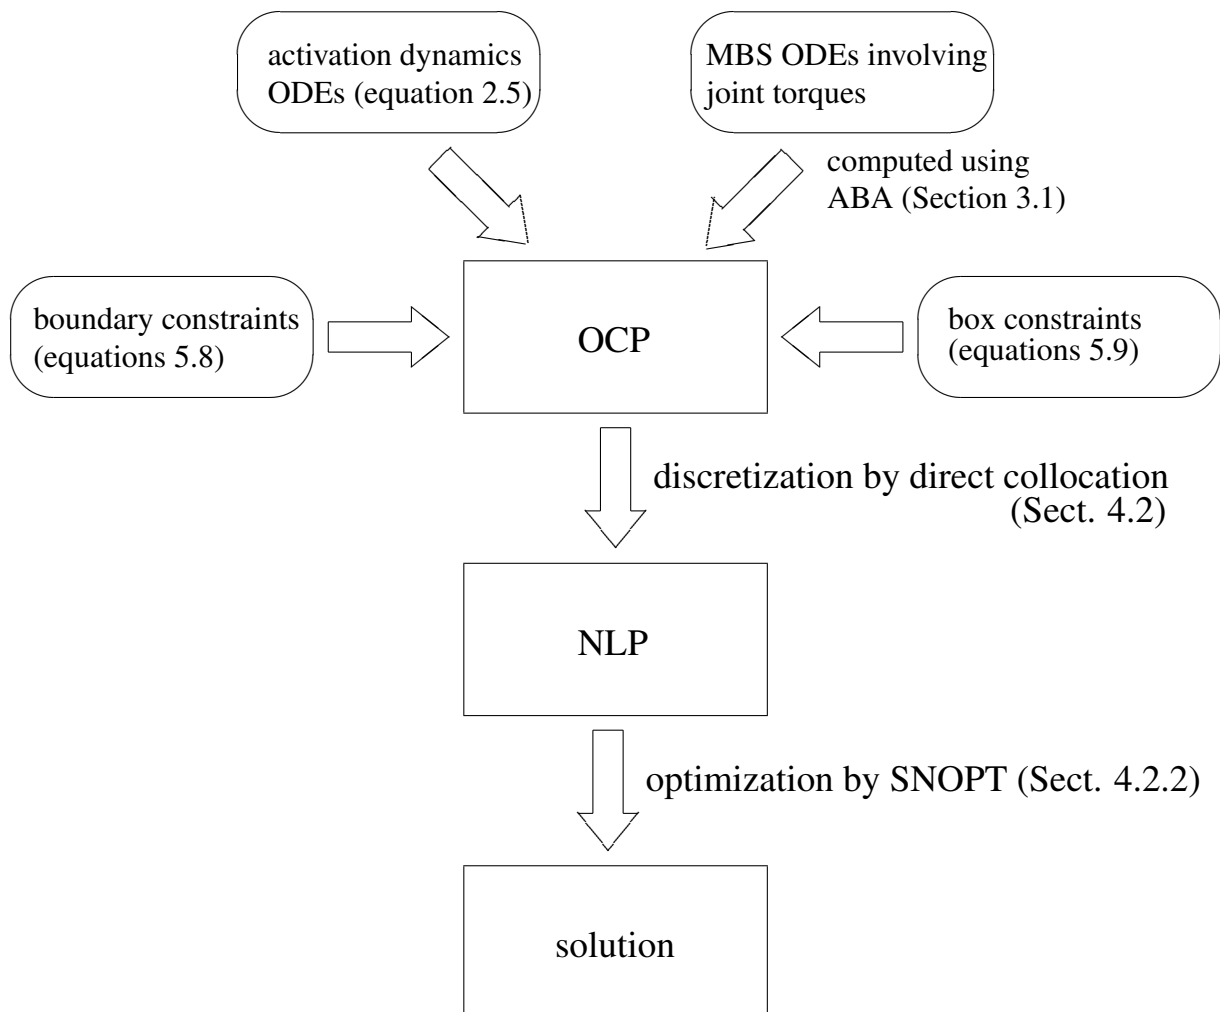 activation dynamics
ODEs (equation 2.5)
MBS ODEs involving
joint torques
computed using
ABA (Section 3.1)
boundary constraints
(equations 5.8)
OCP
box constraints
(equations 5.9)
discretization by direct collocation
(Sect. 4.2)
NLP
optimization by SNOPT (Sect. 4.2.2)
solution